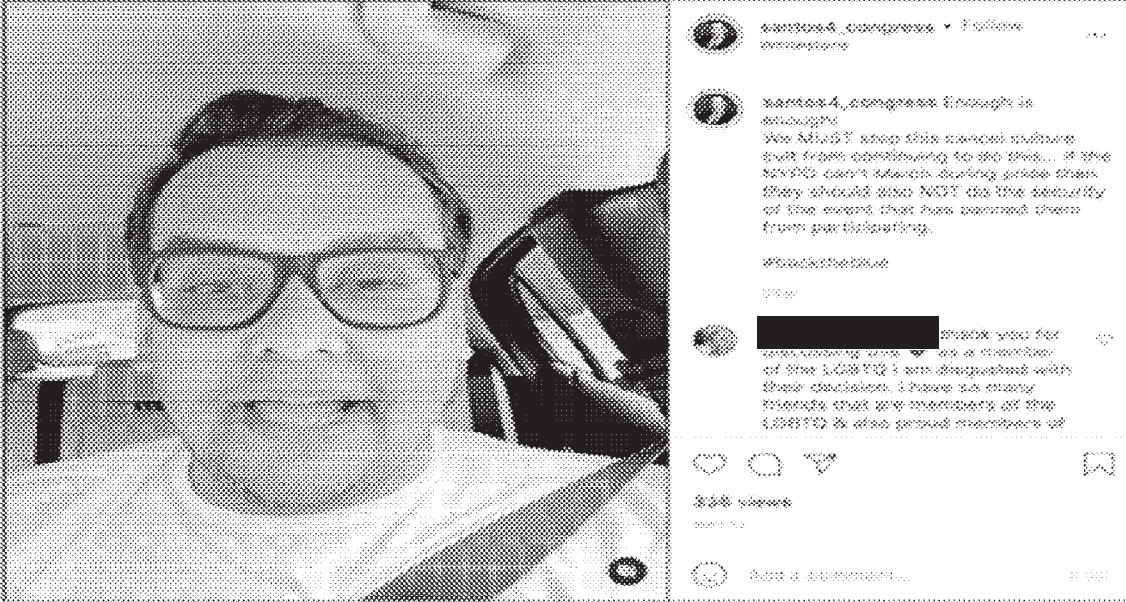 santos4_congress • Follow
santos4_congress Enough is
enough!
We MUST stop this cancel culture
cult from continuing to do this... if the
NYPD can't March during pride then
they should also NOT do the security
of the event that has banned them
from participating.
#backtheblue
thank you for
discussing this as a member
of the LGBTQ I am disgusted with
their decision. I have so many
friends that are members of the
LGBTQ & also proud members of
326 views
Add a comment...